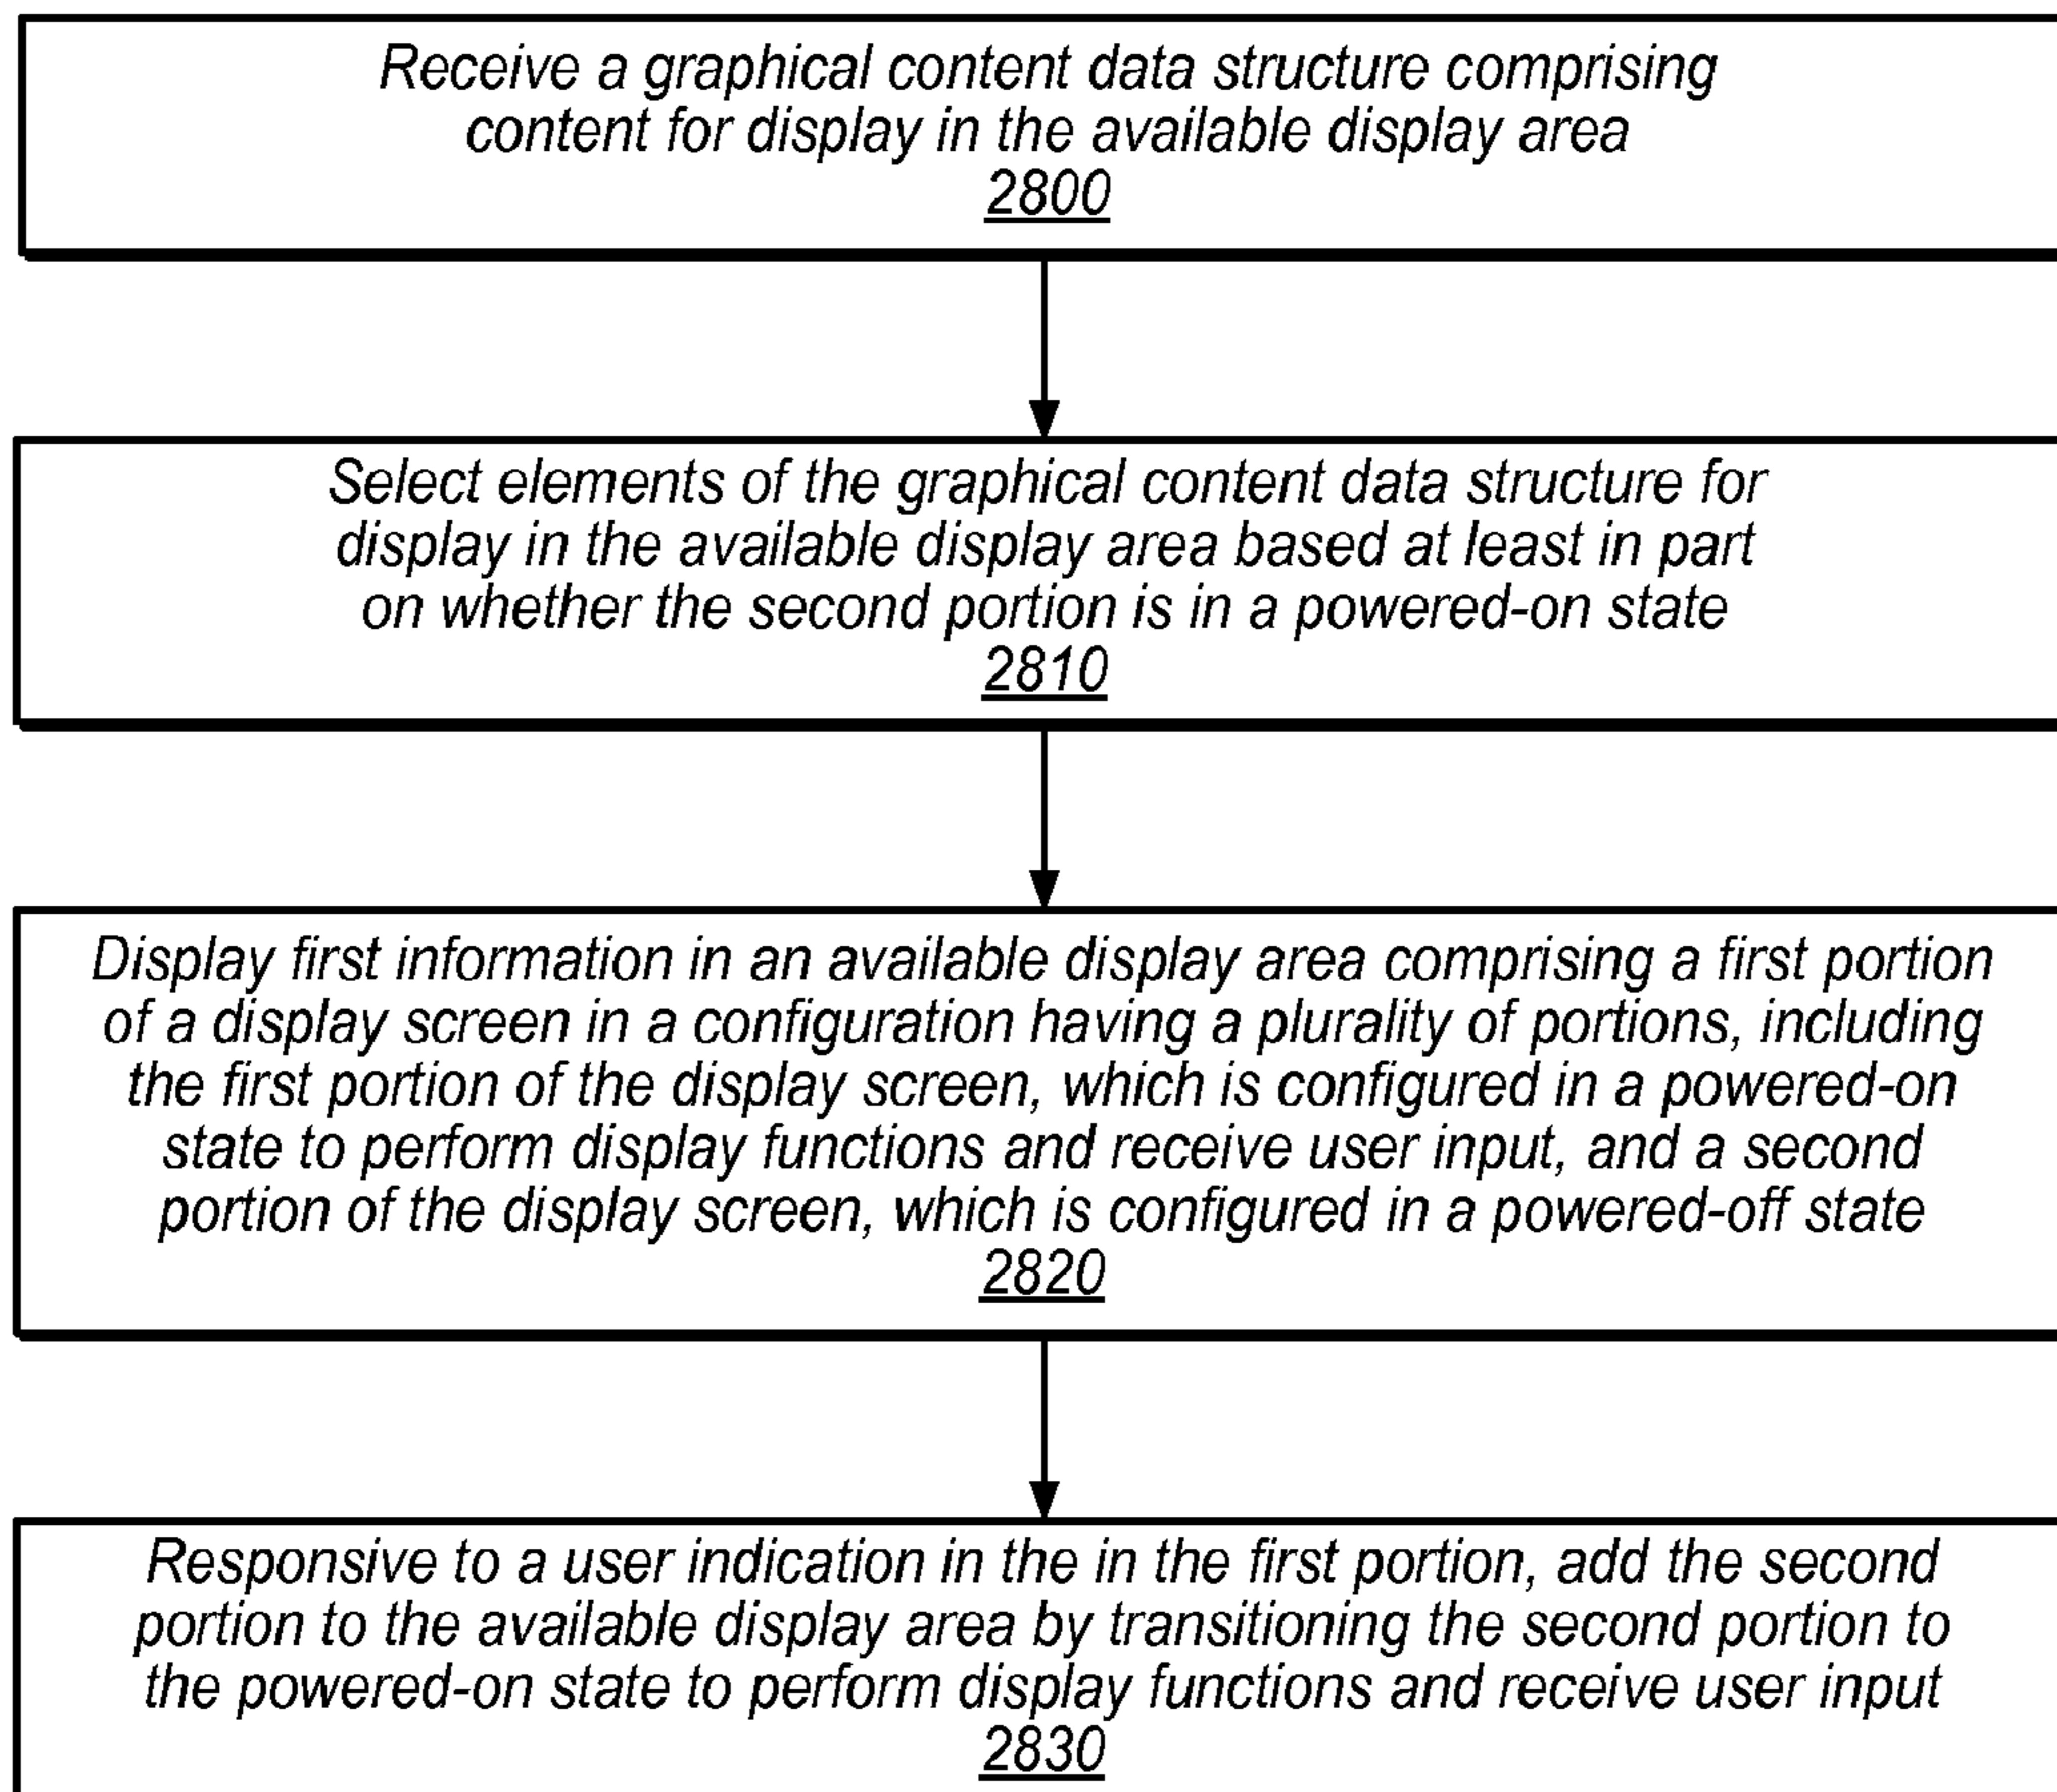 Receive a graphical content data structure comprising
content for display in the available display area
2800
Select elements of the graphical content data structure for
display in the available display area based at least in part
on whether the second portion is in a powered-on state
2810
Display first information in an available display area comprising a first portion
of a display screen in a configuration having a plurality of portions, including
the first portion of the display screen, which is configured in a powered-on
state to perform display functions and receive user input, and a second
portion of the display screen, which is configured in a powered-off state
2820
Responsive to a user indication in the in the first portion, add the second
portion to the available display area by transitioning the second portion to
the powered-on state to perform display functions and receive user input
2830